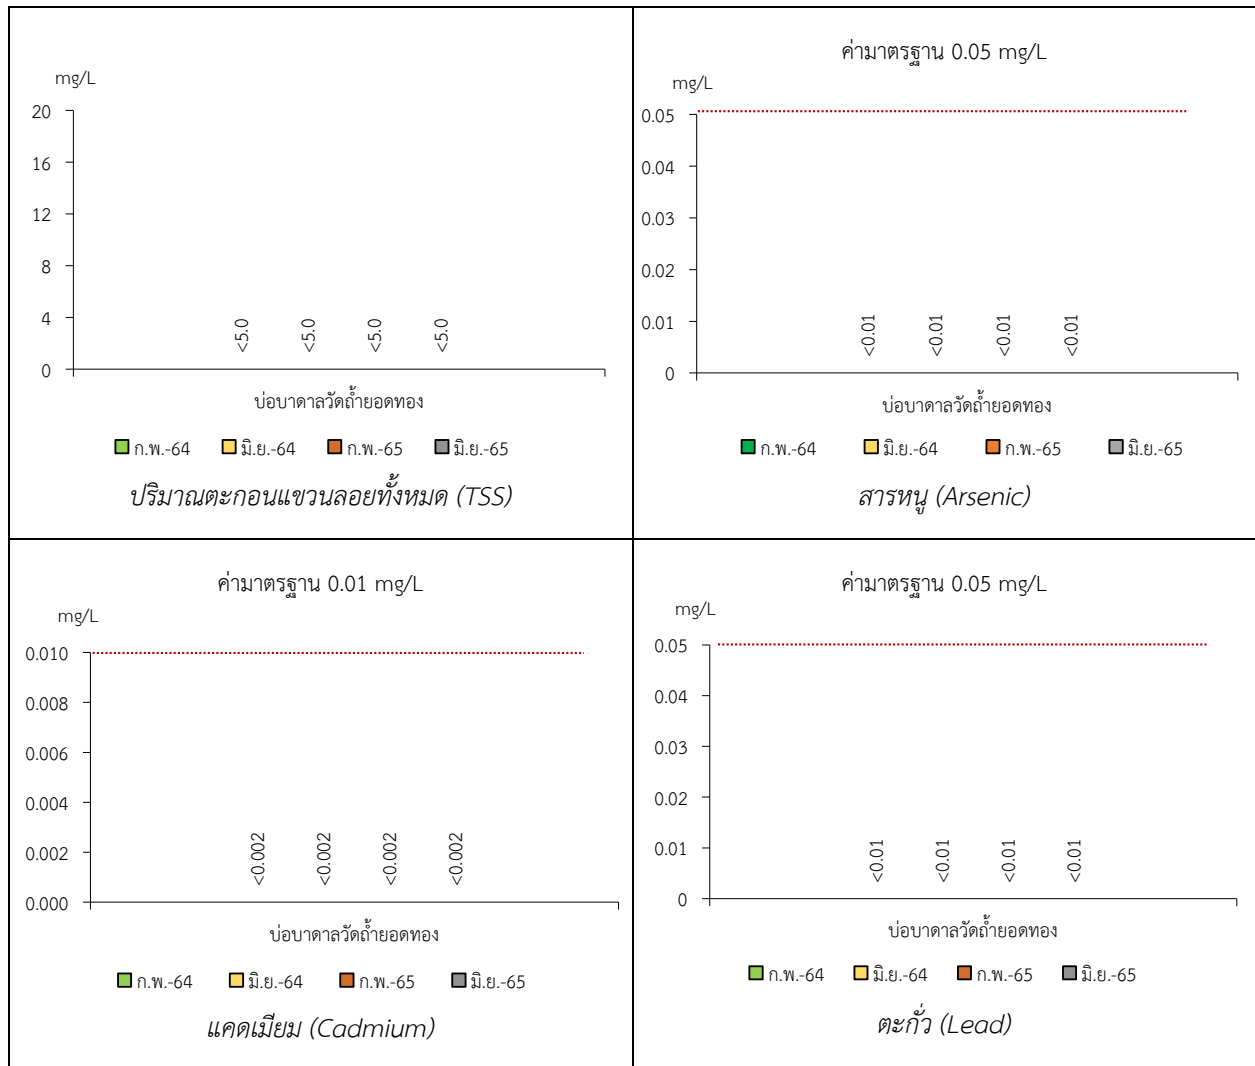 mg/L
20
16
12
8
4
0
<5.0 <5.0 <5.0 <5.0
บ่อบาดาลวัดถ้ำยอดทอง
ก.พ.-64 มิ.ย.-64 ก.พ.-65 มิ.ย.-65
ปริมาณตะกอนแขวนลอยทั้งหมด (TSS)
ค่ามาตรฐาน 0.05 mg/L
mg/L
0.05
0.04
0.03
0.02
0.01
0
<0.01 <0.01 <0.01 <0.01
บ่อบาดาลวัดถ้ำยอดทอง
ก.พ.-64 มิ.ย.-64 ก.พ.-65 มิ.ย.-65
สารหนู (Arsenic)
ค่ามาตรฐาน 0.01 mg/L
mg/L
0.010
0.008
0.006
0.004
0.002
0.000
<0.002 <0.002 <0.002 <0.002
บ่อบาดาลวัดถ้ำยอดทอง
ก.พ.-64 มิ.ย.-64 ก.พ.-65 มิ.ย.-65
แคดเมียม (Cadmium)
ค่ามาตรฐาน 0.05 mg/L
mg/L
0.05
0.04
0.03
0.02
0.01
0
<0.01 <0.01 <0.01 <0.01
บ่อบาดาลวัดถ้ำยอดทอง
ก.พ.-64 มิ.ย.-64 ก.พ.-65 มิ.ย.-65
ตะกั่ว (Lead)